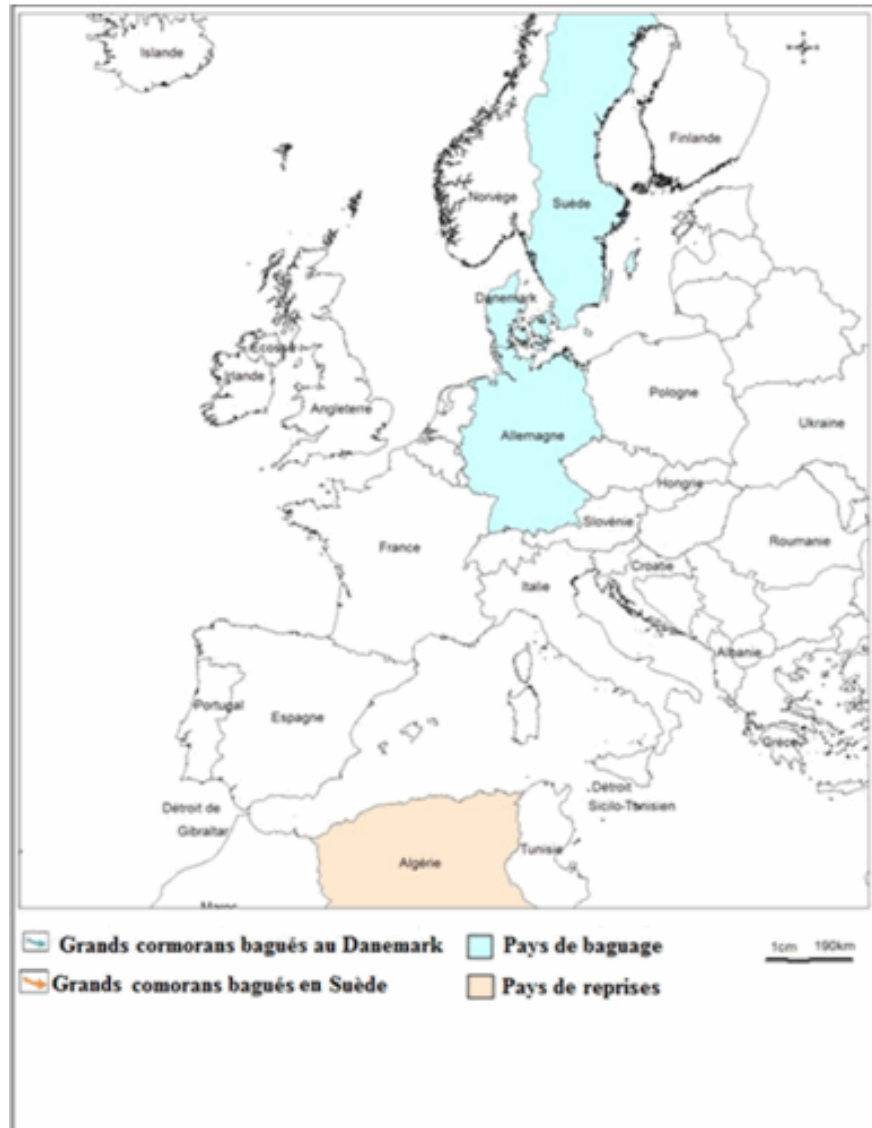 Islande
Finlande
Norvège
Suède
Danemark
Ecosse
Irlande
Angleterre
Pologne
Ukraine
Allemagne
Hongrie
Slovénie
France
Roumanie
Croatie
Italie
Albanie
Portugal
Espagne
Grèce
Détroit de
Gibraltar
Détroit
Sicilo-Tunisien
Tunisie
Algérie
Maroc
Grands cormorans bagués au Danemark
Pays de baguage
1cm 190km
Grands comorans bagués en Suède
Pays de reprises